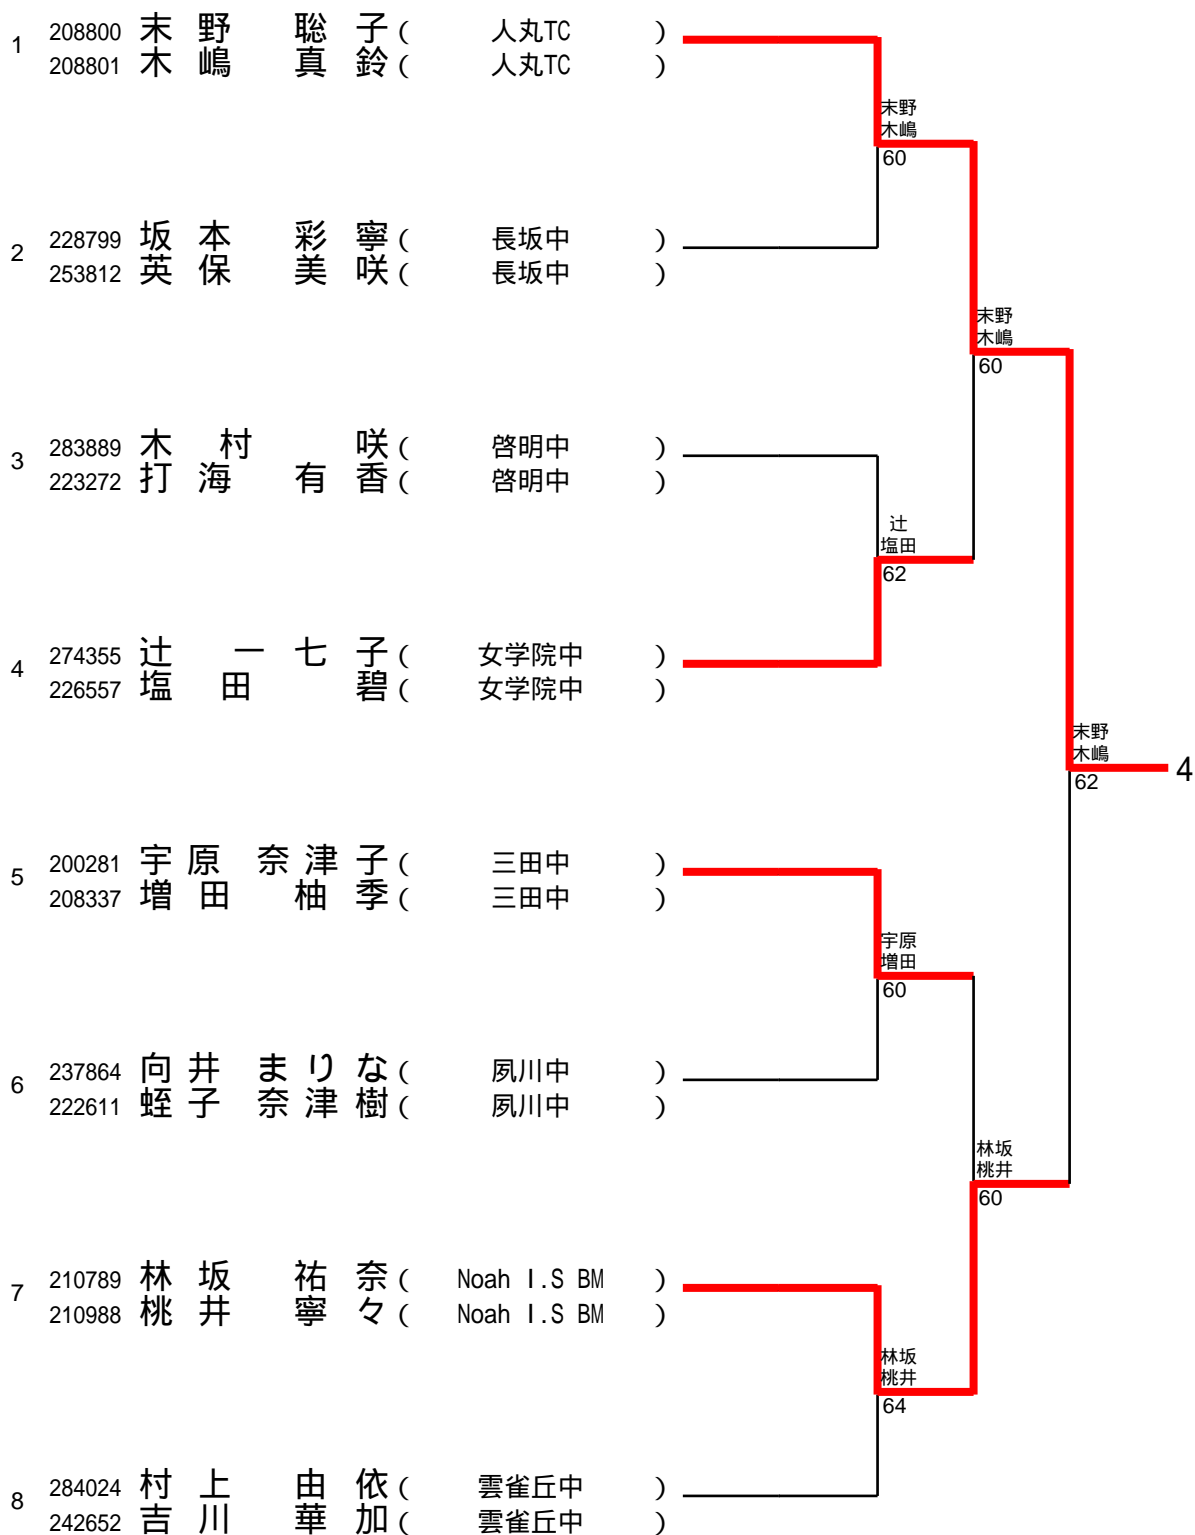 1 208800 末野 聡子( 人丸TC )
208801 木嶋 真鈴( 人丸TC )
末野
木嶋
60
2 228799 坂本 彩寧( 長坂中 )
253812 英保 美咲( 長坂中 )
末野
木嶋
60
3 283889 木村 咲( 啓明中 )
223272 打海 有香( 啓明中 )
辻
塩田
62
4 274355 辻 一七子( 女学院中 )
226557 塩田 碧( 女学院中 )
末野
木嶋
62
4
5 200281 宇原 奈津子( 三田中 )
208337 増田 柚季( 三田中 )
宇原
増田
60
6 237864 向井 まりな( 夙川中 )
222611 蛭子 奈津樹( 夙川中 )
林坂
桃井
60
7 210789 林坂 祐奈( Noah I.S BM )
210988 桃井 寧々( Noah I.S BM )
林坂
桃井
64
8 284024 村上 由依( 雲雀丘中 )
242652 吉川 華加( 雲雀丘中 )